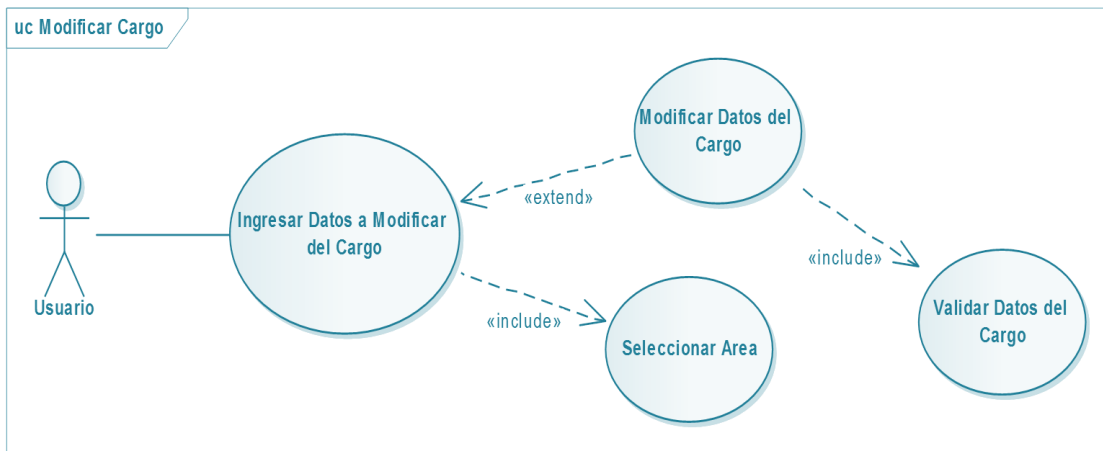 uc Modificar Cargo
Modificar Datos del
Cargo
«extend»
Ingresar Datos a Modificar
del Cargo
«include»
Usuario
Validar Datos del
Cargo
«include»
Seleccionar Area